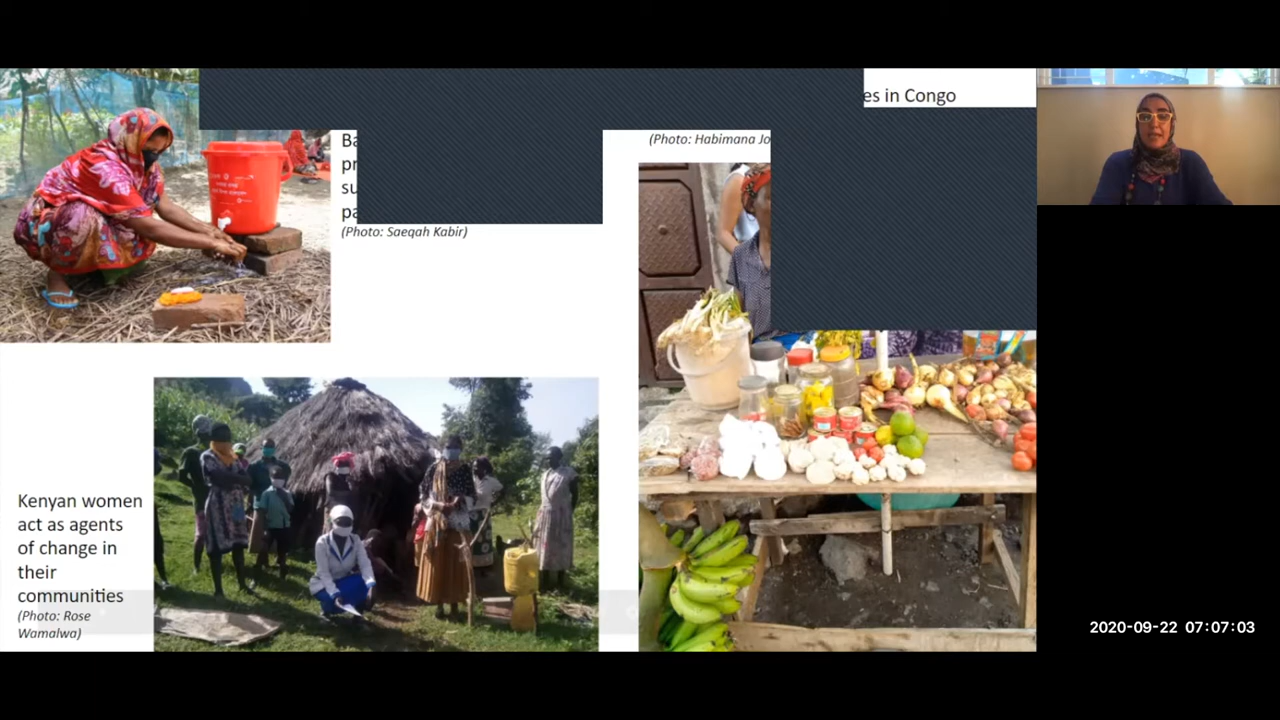 es in Congo
(Photo: Habimana Jo
Ba
pr
su
pa
(Photo: Saeqah Kabir)
Kenyan women
act as agents
of change in
their
communities
(Photo: Rose
Wamalwa)
2020-09-22 07:07:03